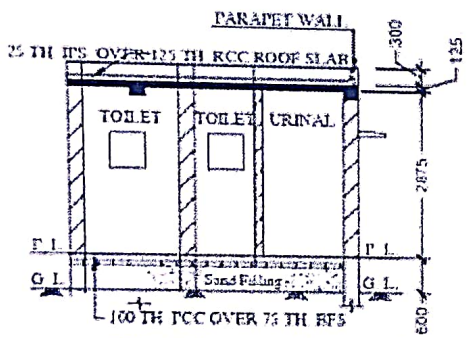 PARAPET WALL
25 TH IPS OVER 125 TH RCC ROOF SLAB
300
125
TOILET TOILET URINAL
2875
P L P L
G L Sand Filling G L
100 TH PCC OVER 75 TH BFS
600